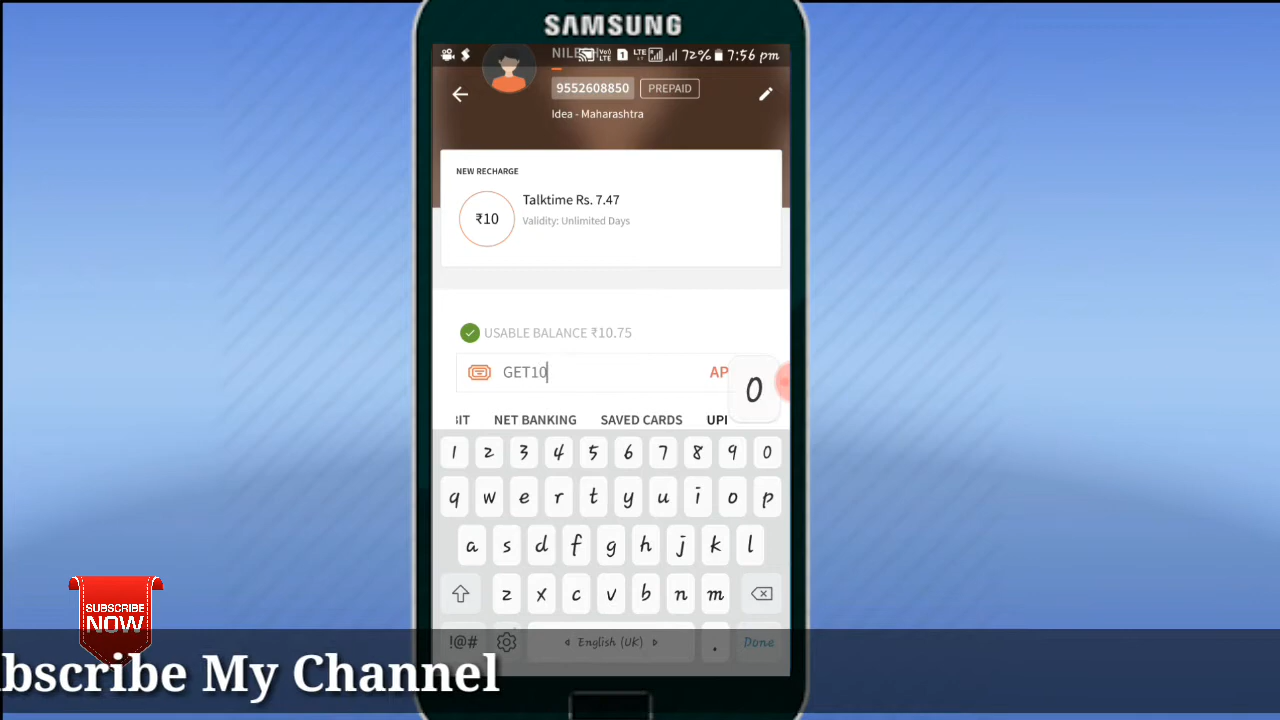 SAMSUNG
1 LTE 72% 7:56 pm
9552608850 PREPAID
Idea - Maharashtra
NEW RECHARGE
₹10
Talktime Rs. 7.47
Validity: Unlimited Days
USABLE BALANCE ₹10.75
GET10
AP
0
NET BANKING SAVED CARDS UPI
1 2 3 4 5 6 7 8 9 0
q w e r t y u i o p
a s d f g h j k l
z x c v b n m
!@# English (UK) . Done
SUBSCRIBE
NOW
bscribe My Channel